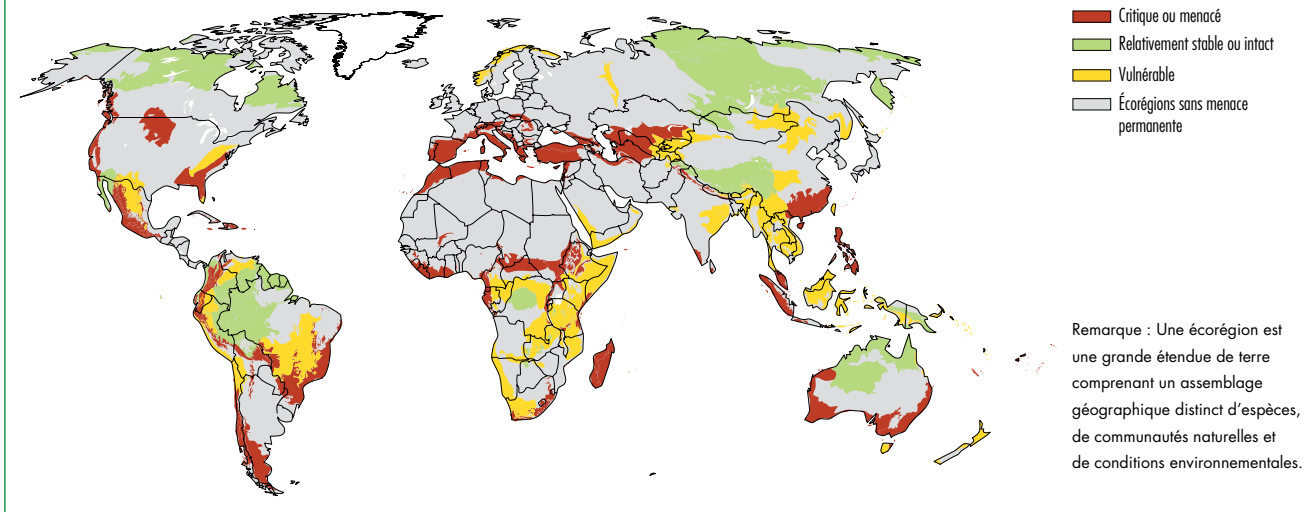 Critique ou menacé
Relativement stable ou intact
Vulnérable
Écorégions sans menace
permanente
Remarque : Une écorégion est
une grande étendue de terre
comprenant un assemblage
géographique distinct d’espèces,
de communautés naturelles et
de conditions environnementales.